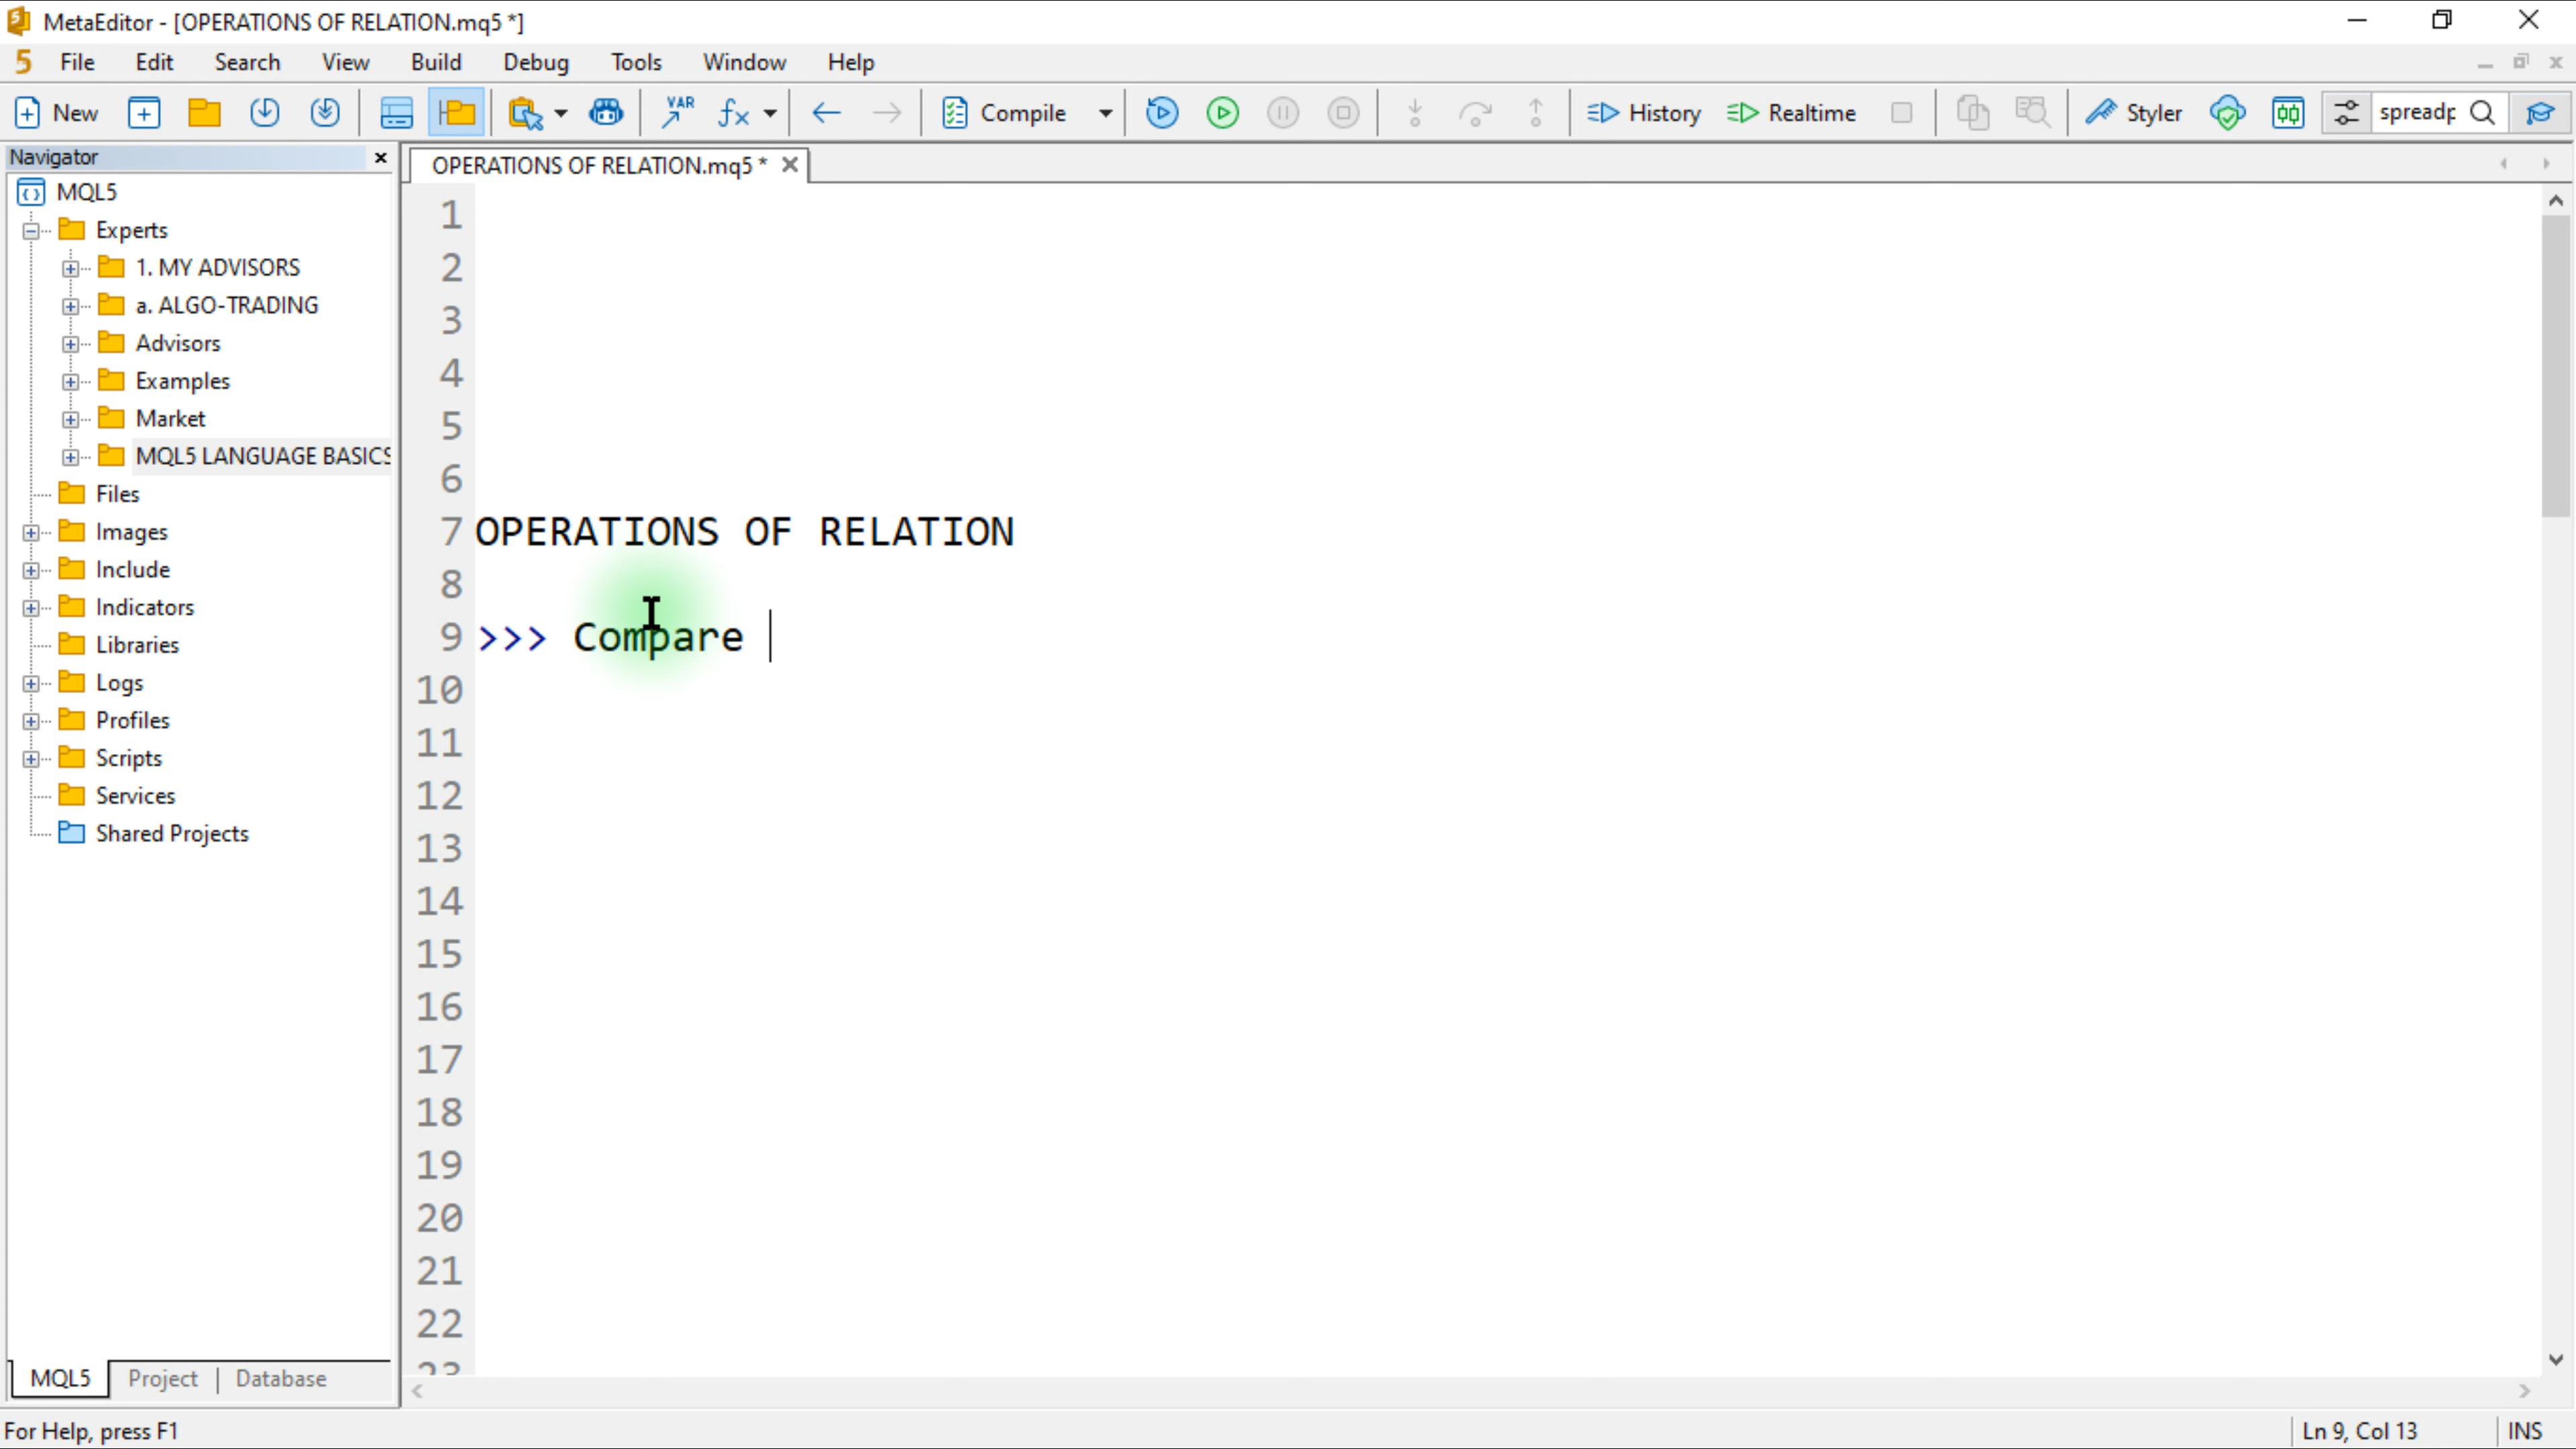 MetaEditor - [OPERATIONS OF RELATION.mq5 *]
5 File Edit Search View Build Debug Tools Window Help
New VAR fx Compile History Realtime Styler spreadp
Navigator
OPERATIONS OF RELATION.mq5 *
MQL5
Experts
1. MY ADVISORS
a. ALGO-TRADING
Advisors
Examples
Market
MQL5 LANGUAGE BASICS
Files
Images
Include
Indicators
Libraries
Logs
Profiles
Scripts
Services
Shared Projects
MQL5 Project Database
1
2
3
4
5
6
7 OPERATIONS OF RELATION
8
9 >>> Compare
10
11
12
13
14
15
16
17
18
19
20
21
22
23
For Help, press F1
Ln 9, Col 13 INS